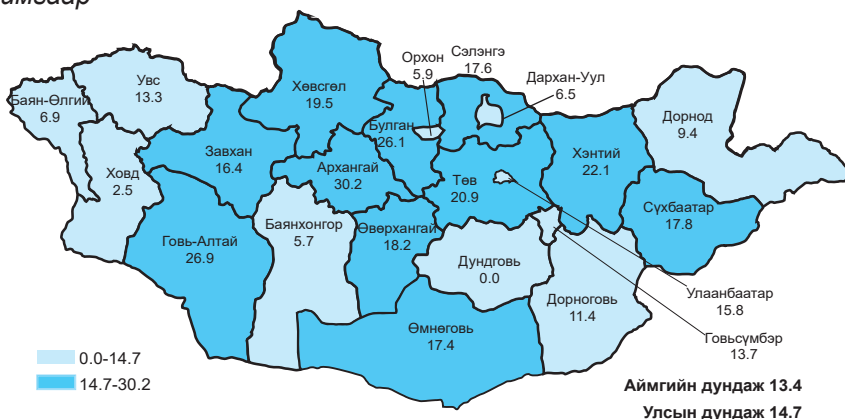 Орхон
5.9
Сэлэнгэ
17.6
Дархан-Уул
6.5
Увс
13.3
Хөвсгөл
19.5
Баян-Өлгий
6.9
Булган
26.1
Дорнод
9.4
Завхан
16.4
Архангай
30.2
Хэнтий
22.1
Ховд
2.5
Төв
20.9
Сүхбаатар
17.8
Говь-Алтай
26.9
Баянхонгор
5.7
Өвөрхангай
18.2
Дундговь
0.0
Дорноговь
11.4
Улаанбаатар
15.8
Өмнөговь
17.4
Говьсүмбэр
13.7
0.0-14.7
14.7-30.2
Аймгийн дундаж 13.4
Улсын дундаж 14.7